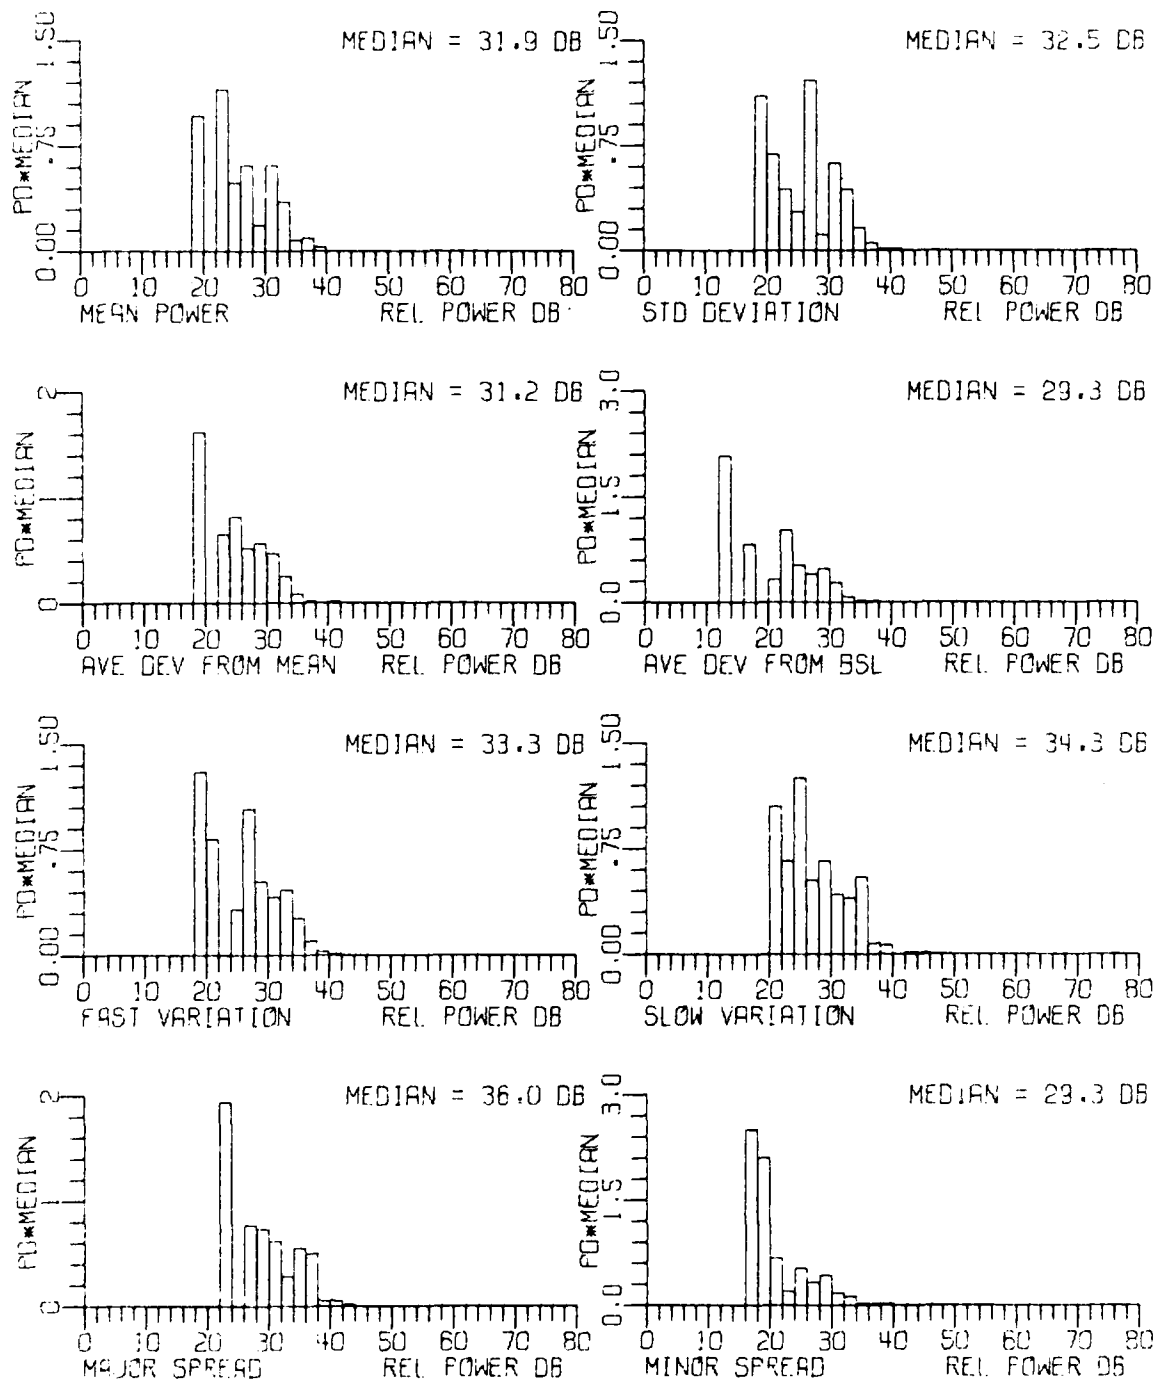 MEDIAN = 31.9 DB
PD*MEDIAN
0.00 .75 1.50
0 10 20 30 40 50 60 70 80
MEAN POWER REL POWER DB
MEDIAN = 32.5 DB
PD*MEDIAN
0.00 .75 1.50
0 10 20 30 40 50 60 70 80
STD DEVIATION REL POWER DB
MEDIAN = 31.2 DB
PD*MEDIAN
0 1 2
0 10 20 30 40 50 60 70 80
AVE DEV FROM MEAN REL POWER DB
MEDIAN = 29.3 DB
PD*MEDIAN
0.0 1.5 3.0
0 10 20 30 40 50 60 70 80
AVE DEV FROM BSL REL POWER DB
MEDIAN = 33.3 DB
PD*MEDIAN
0.00 .75 1.50
0 10 20 30 40 50 60 70 80
FAST VARIATION REL POWER DB
MEDIAN = 34.3 DB
PD*MEDIAN
0.00 .75 1.50
0 10 20 30 40 50 60 70 80
SLOW VARIATION REL POWER DB
MEDIAN = 36.0 DB
PD*MEDIAN
0 1 2
0 10 20 30 40 50 60 70 80
MAJOR SPREAD REL POWER DB
MEDIAN = 29.3 DB
PD*MEDIAN
0.0 1.5 3.0
0 10 20 30 40 50 60 70 80
MINOR SPREAD REL POWER DB